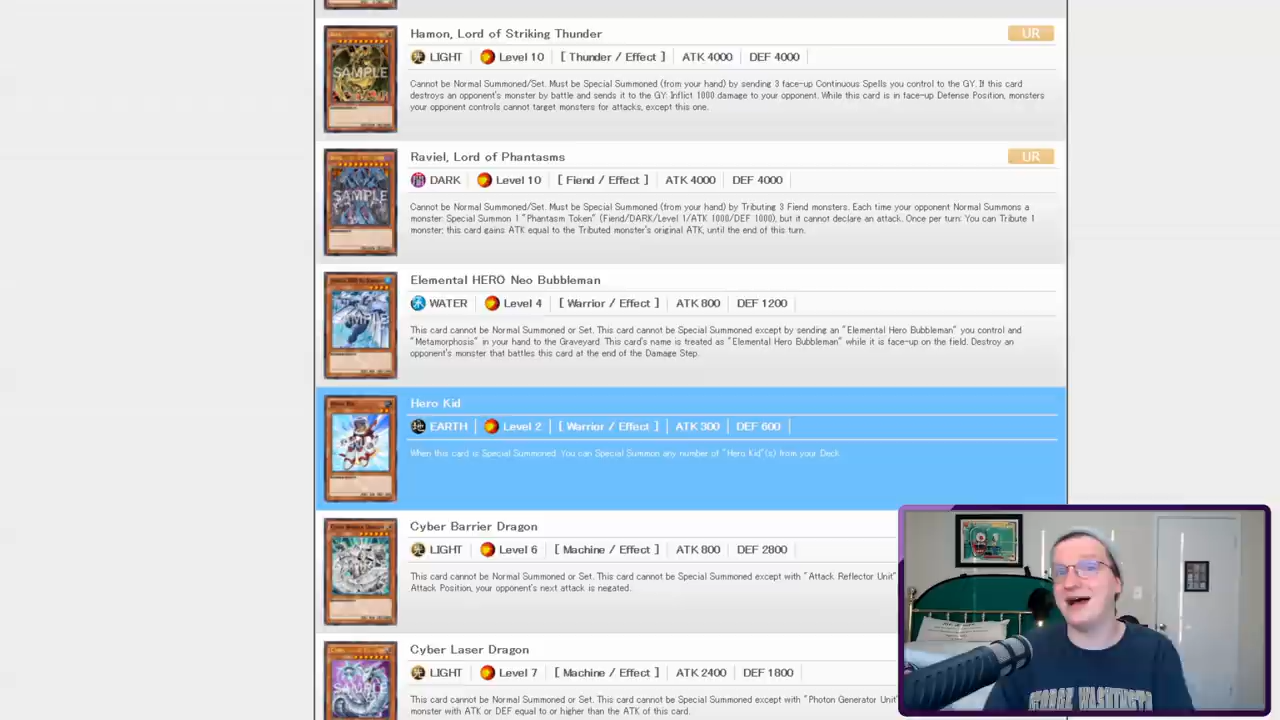 Hamon, Lord of Striking Thunder
UR
LIGHT Level 10 [ Thunder / Effect ] ATK 4000 DEF 4000
Cannot be Normal Summoned/Set. Must be Special Summoned (from your hand) by sending 3 face-up Continuous Spells you control to the GY. If this card
destroys an opponent's monster by battle and sends it to the GY: Inflict 1000 damage to your opponent. While this card is in face-up Defense Position, monsters
your opponent controls cannot target monsters for attacks, except this one.
SAMPLE
Raviel, Lord of Phantasms
UR
DARK Level 10 [ Fiend / Effect ] ATK 4000 DEF 4000
Cannot be Normal Summoned/Set. Must be Special Summoned (from your hand) by Tributing 3 Fiend monsters. Each time your opponent Normal Summons a
monster: Special Summon 1 "Phantasm Token" (Fiend/DARK/Level 1/ATK 1000/DEF 1000), but it cannot declare an attack. Once per turn: You can Tribute 1
monster; this card gains ATK equal to the Tributed monster's original ATK, until the end of this turn.
SAMPLE
Elemental HERO Neo Bubbleman
WATER Level 4 [ Warrior / Effect ] ATK 800 DEF 1200
This card cannot be Normal Summoned or Set. This card cannot be Special Summoned except by sending an "Elemental Hero Bubbleman" you control and
"Metamorphosis" in your hand to the Graveyard. This card's name is treated as "Elemental Hero Bubbleman" while it is face-up on the field. Destroy an
opponent's monster that battles this card at the end of the Damage Step.
SAMPLE
Hero Kid
地 EARTH Level 2 [ Warrior / Effect ] ATK 300 DEF 600
When this card is Special Summoned: You can Special Summon any number of "Hero Kid"(s) from your Deck.
Cyber Barrier Dragon
LIGHT Level 6 [ Machine / Effect ] ATK 800 DEF 2800
This card cannot be Normal Summoned or Set. This card cannot be Special Summoned except with "Attack Reflector Unit"
Attack Position, your opponent's next attack is negated.
SAMPLE
Cyber Laser Dragon
LIGHT Level 7 [ Machine / Effect ] ATK 2400 DEF 1800
This card cannot be Normal Summoned or Set. This card cannot be Special Summoned except with "Photon Generator Unit"
monster with ATK or DEF equal to or higher than the ATK of this card.
SAMPLE